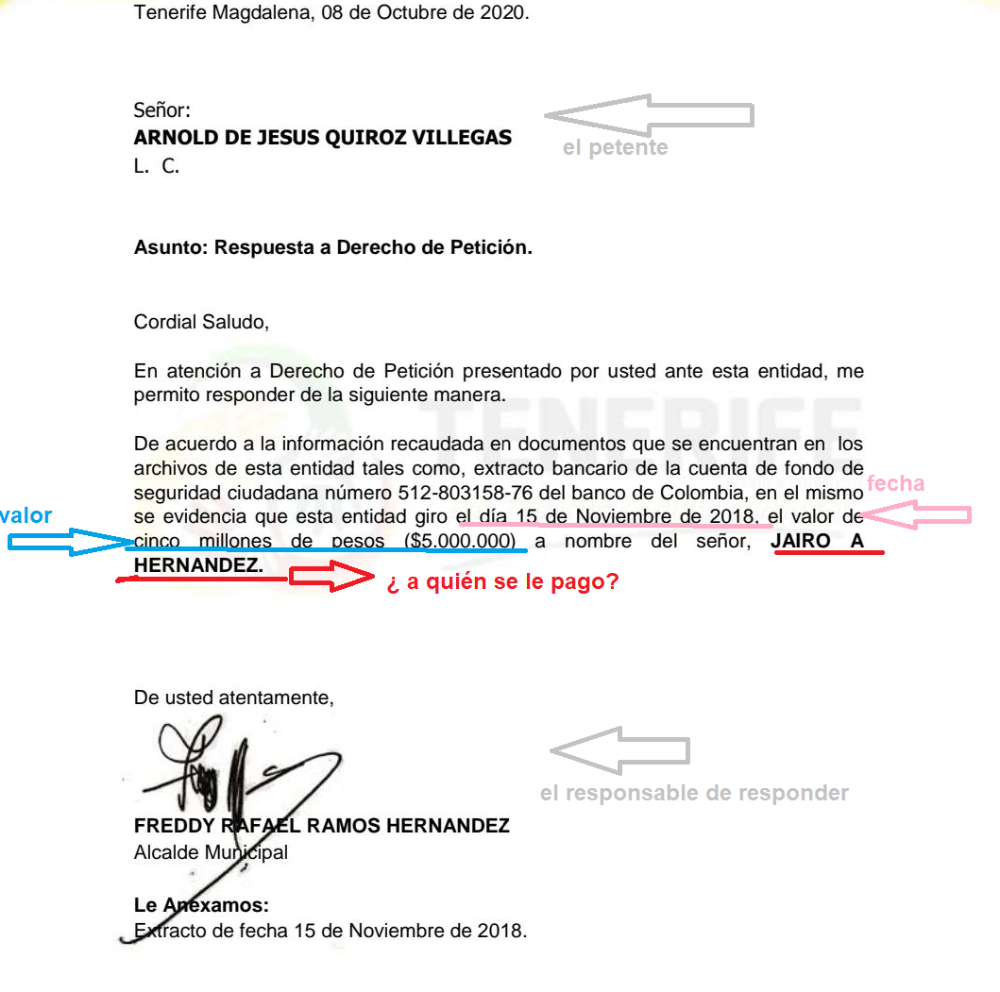 Tenerife Magdalena, 08 de Octubre de 2020.
Señor:
ARNOLD DE JESUS QUIROZ VILLEGAS
el petente
L. C.
Asunto: Respuesta a Derecho de Petición.
Cordial Saludo,
En atención a Derecho de Petición presentado por usted ante esta entidad, me
permito responder de la siguiente manera.
TENERIFE
De acuerdo a la información recaudada en documentos que se encuentran en los
archivos de esta entidad tales como, extracto bancario de la cuenta de fondo de
seguridad ciudadana número 512-803158-76 del banco de Colombia, en el mismo
fecha
se evidencia que esta entidad giro el día 15 de Noviembre de 2018, el valor de
valor
cinco millones de pesos ($5.000.000) a nombre del señor, JAIRO A
HERNANDEZ.
¿ a quién se le pago?
De usted atentamente,
el responsable de responder
FREDDY RAFAEL RAMOS HERNANDEZ
Alcalde Municipal
Le Anexamos:
Extracto de fecha 15 de Noviembre de 2018.